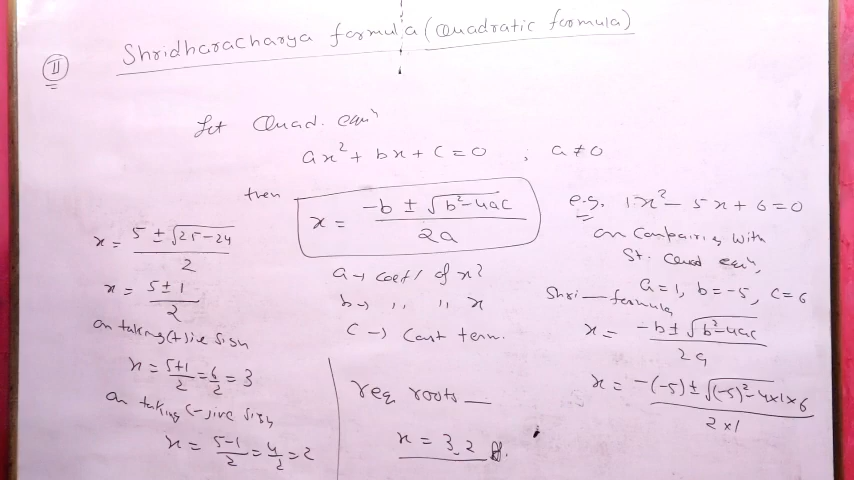 II
Shridharacharya formula (Quadratic formula)
Let Quad. eqnⁿ
ax² + bx + c = 0 , a ≠ 0
then
x = (-b ± √(b²-4ac)) / 2a
a → coeff of x²
b → ,, ,, x
c → Const term.
e.g. 1x² - 5x + 6 = 0
on Comparing with
St. Quad eqnⁿ,
a = 1, b = -5, c = 6
Shri — formula
x = (-b ± √(b²-4ac)) / 2a
x = (-(-5) ± √((-5)² - 4×1×6)) / 2×1
x = (5 ± √(25-24)) / 2
x = (5 ± 1) / 2
on taking (+)ive sign
x = (5+1)/2 = 6/2 = 3
on taking (-)ive sign
x = (5-1)/2 = 4/2 = 2
req roots —
x = 3, 2